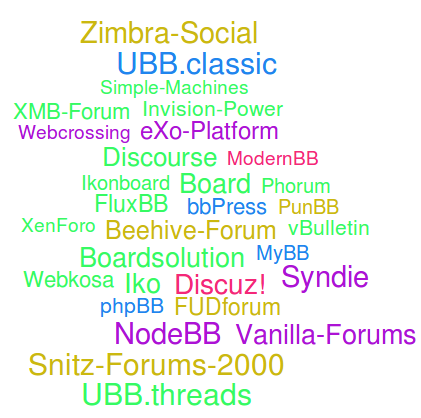 Zimbra-Social
UBB.classic
Simple-Machines
XMB-Forum Invision-Power
Webcrossing eXo-Platform
Discourse ModernBB
Ikonboard Board Phorum
FluxBB bbPress PunBB
XenForo Beehive-Forum vBulletin
Boardsolution MyBB
Webkosa Iko Discuz! Syndie
phpBB FUDforum
NodeBB Vanilla-Forums
Snitz-Forums-2000
UBB.threads